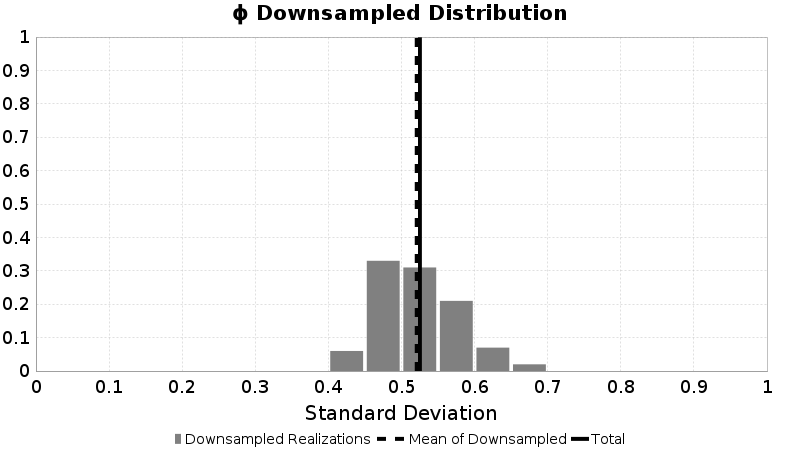 ϕ Downsampled Distribution
1
0.9
0.8
0.7
0.6
0.5
0.4
0.3
0.2
0.1
0
0 0.1 0.2 0.3 0.4 0.5 0.6 0.7 0.8 0.9 1
Standard Deviation
Downsampled Realizations Mean of Downsampled Total